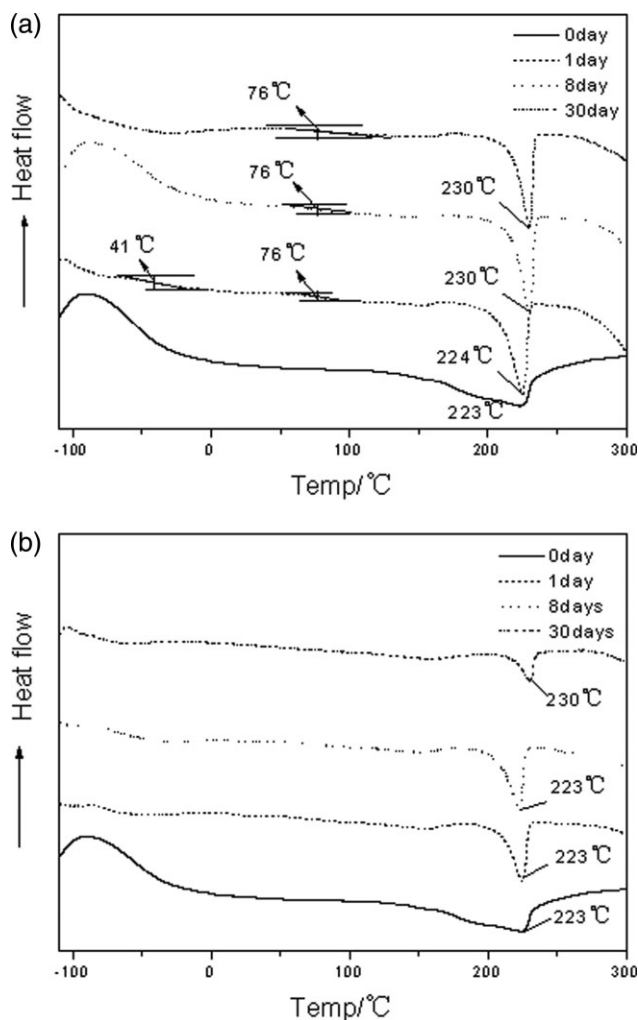 (a)
0day
1day
8day
30day
76℃
76℃
230℃
41℃
76℃
230℃
224℃
223℃
Heat flow
-100 0 100 200 300
Temp/℃
(b)
0day
1day
8days
30days
230℃
223℃
223℃
223℃
Heat flow
-100 0 100 200 300
Temp/℃